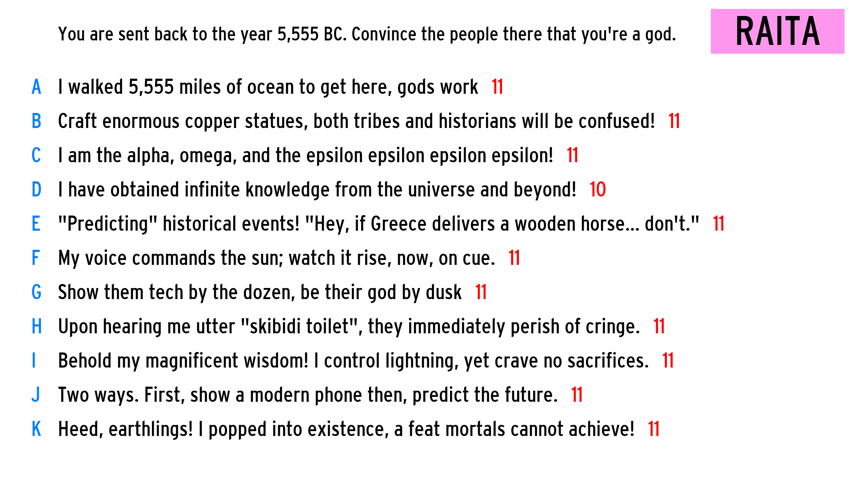 You are sent back to the year 5,555 BC. Convince the people there that you're a god.
RAITA
A I walked 5,555 miles of ocean to get here, gods work 11
B Craft enormous copper statues, both tribes and historians will be confused! 11
C I am the alpha, omega, and the epsilon epsilon epsilon epsilon! 11
D I have obtained infinite knowledge from the universe and beyond! 10
E "Predicting" historical events! "Hey, if Greece delivers a wooden horse... don't." 11
F My voice commands the sun; watch it rise, now, on cue. 11
G Show them tech by the dozen, be their god by dusk 11
H Upon hearing me utter "skibidi toilet", they immediately perish of cringe. 11
I Behold my magnificent wisdom! I control lightning, yet crave no sacrifices. 11
J Two ways. First, show a modern phone then, predict the future. 11
K Heed, earthlings! I popped into existence, a feat mortals cannot achieve! 11